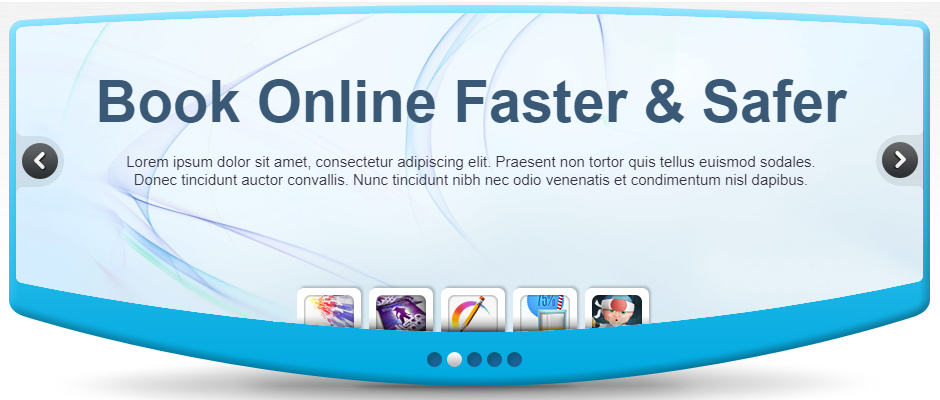 Book Online Faster & Safer
Lorem ipsum dolor sit amet, consectetur adipiscing elit. Praesent non tortor quis tellus euismod sodales.
Donec tincidunt auctor convallis. Nunc tincidunt nibh nec odio venenatis et condimentum nisl dapibus.
75%